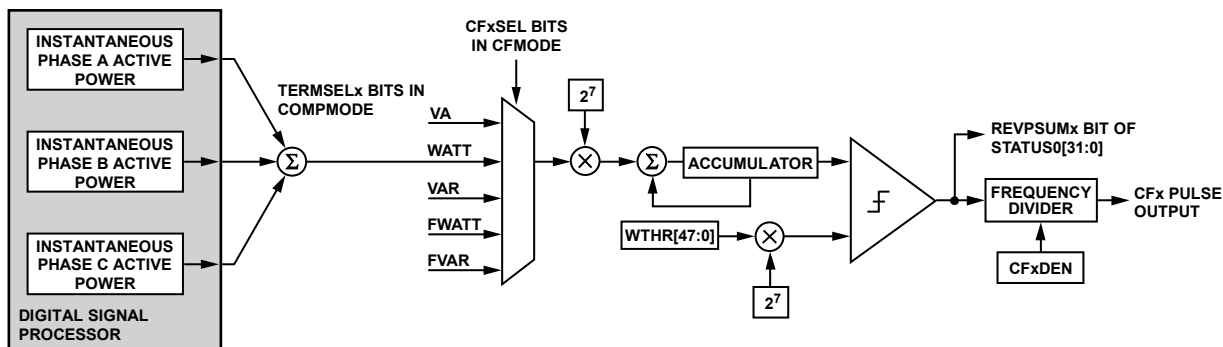 INSTANTANEOUS
PHASE A ACTIVE
POWER
INSTANTANEOUS
PHASE B ACTIVE
POWER
INSTANTANEOUS
PHASE C ACTIVE
POWER
DIGITAL SIGNAL
PROCESSOR
TERMSELx BITS IN
COMPMODE
Σ
CFxSEL BITS
IN CFMODE
VA
WATT
VAR
FWATT
FVAR
2⁷
Σ
ACCUMULATOR
WTHR[47:0]
2⁷
REVPSUMx BIT OF
STATUS0[31:0]
FREQUENCY
DIVIDER
CFx PULSE
OUTPUT
CFxDEN